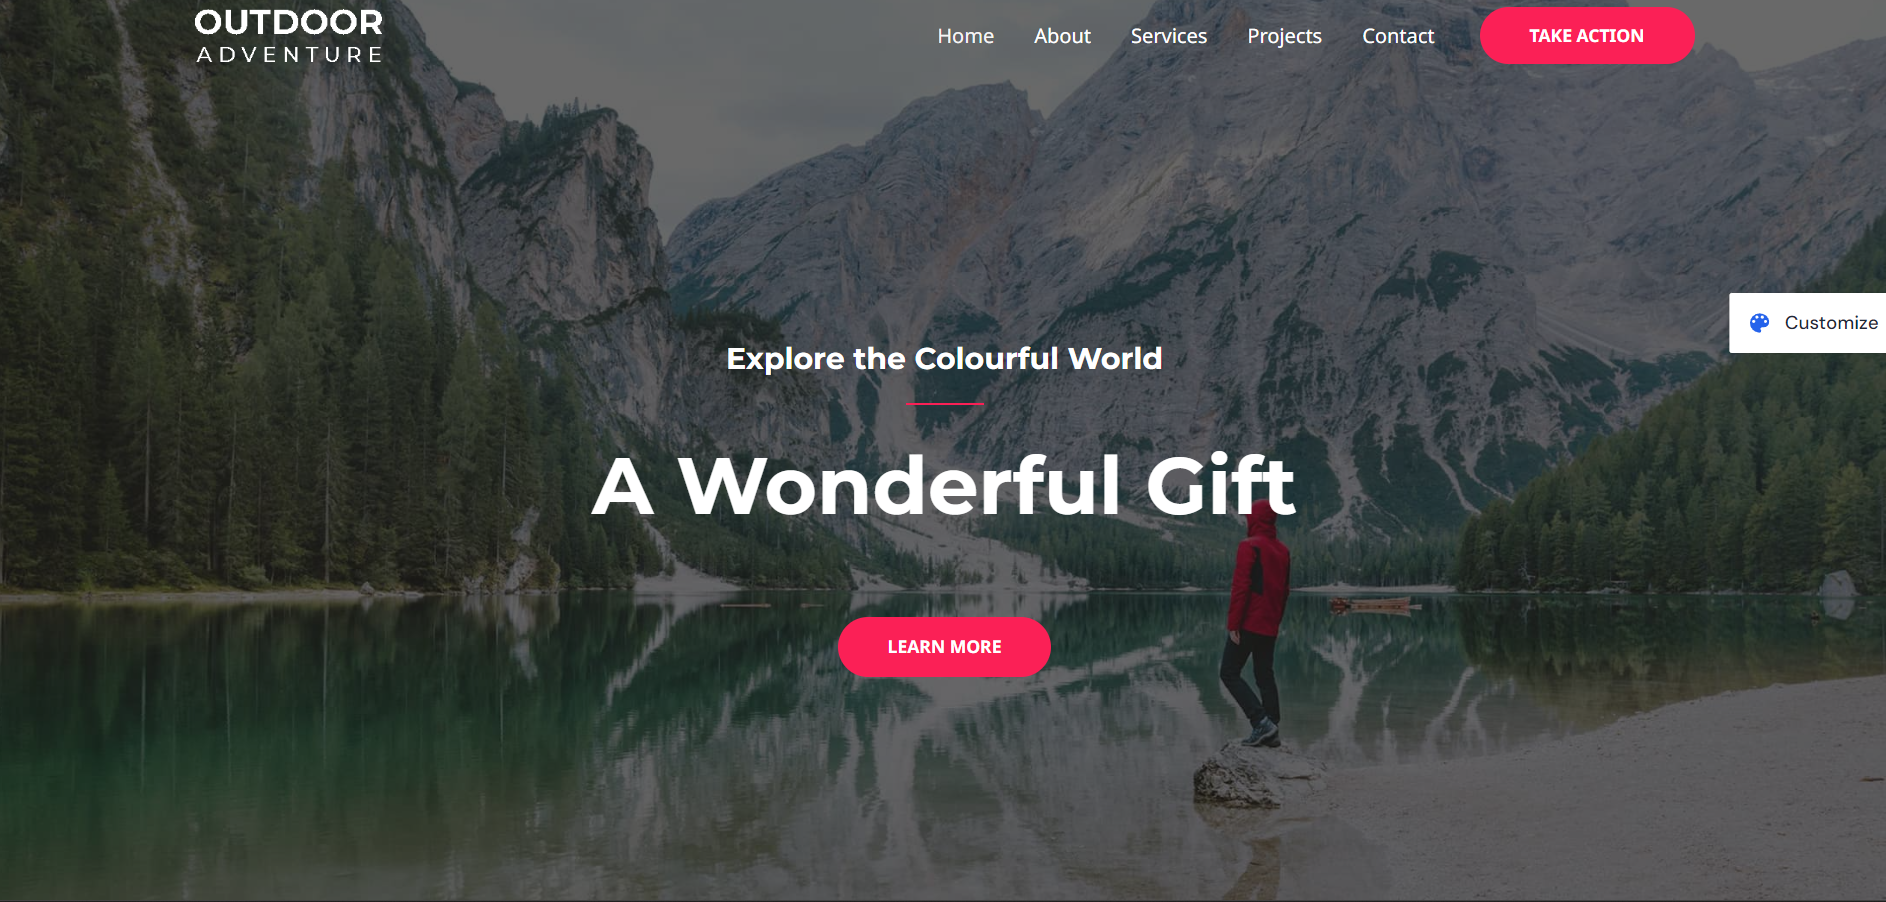 OUTDOOR
ADVENTURE
Home About Services Projects Contact TAKE ACTION
Customize
Explore the Colourful World
A Wonderful Gift
LEARN MORE